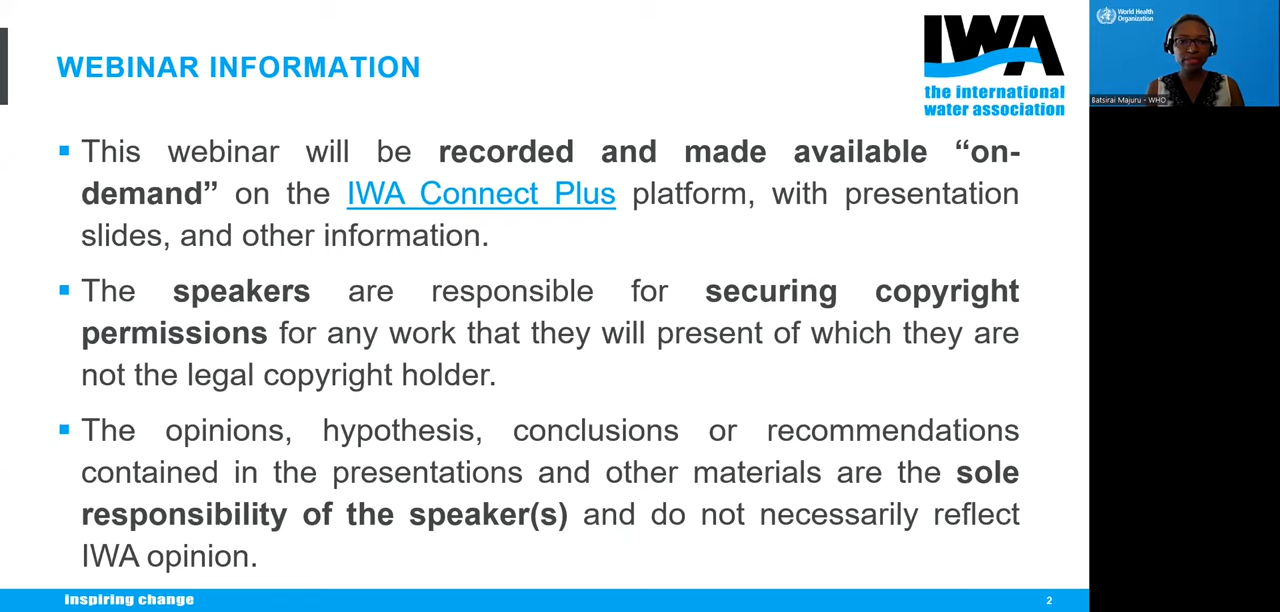 WEBINAR INFORMATION
IWA
the international
water association
World Health
Organization
Batsirai Majuru - WHO
This webinar will be recorded and made available “on-
demand” on the IWA Connect Plus platform, with presentation
slides, and other information.
The speakers are responsible for securing copyright
permissions for any work that they will present of which they are
not the legal copyright holder.
The opinions, hypothesis, conclusions or recommendations
contained in the presentations and other materials are the sole
responsibility of the speaker(s) and do not necessarily reflect
IWA opinion.
inspiring change
2